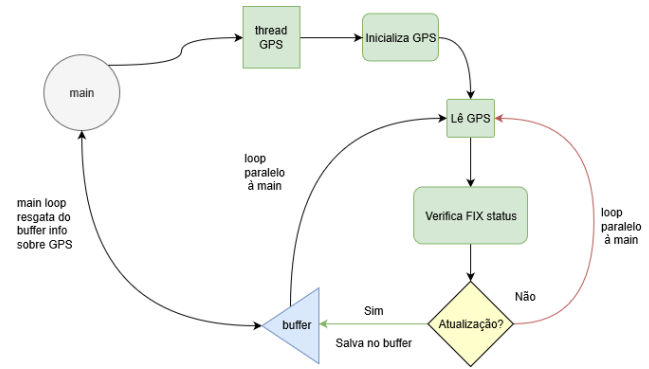 thread
GPS
Inicializa GPS
main
Lê GPS
loop
paralelo
à main
main loop
resgata do
buffer info
sobre GPS
Verifica FIX status
loop
paralelo
à main
buffer
Sim
Salva no buffer
Atualização?
Não